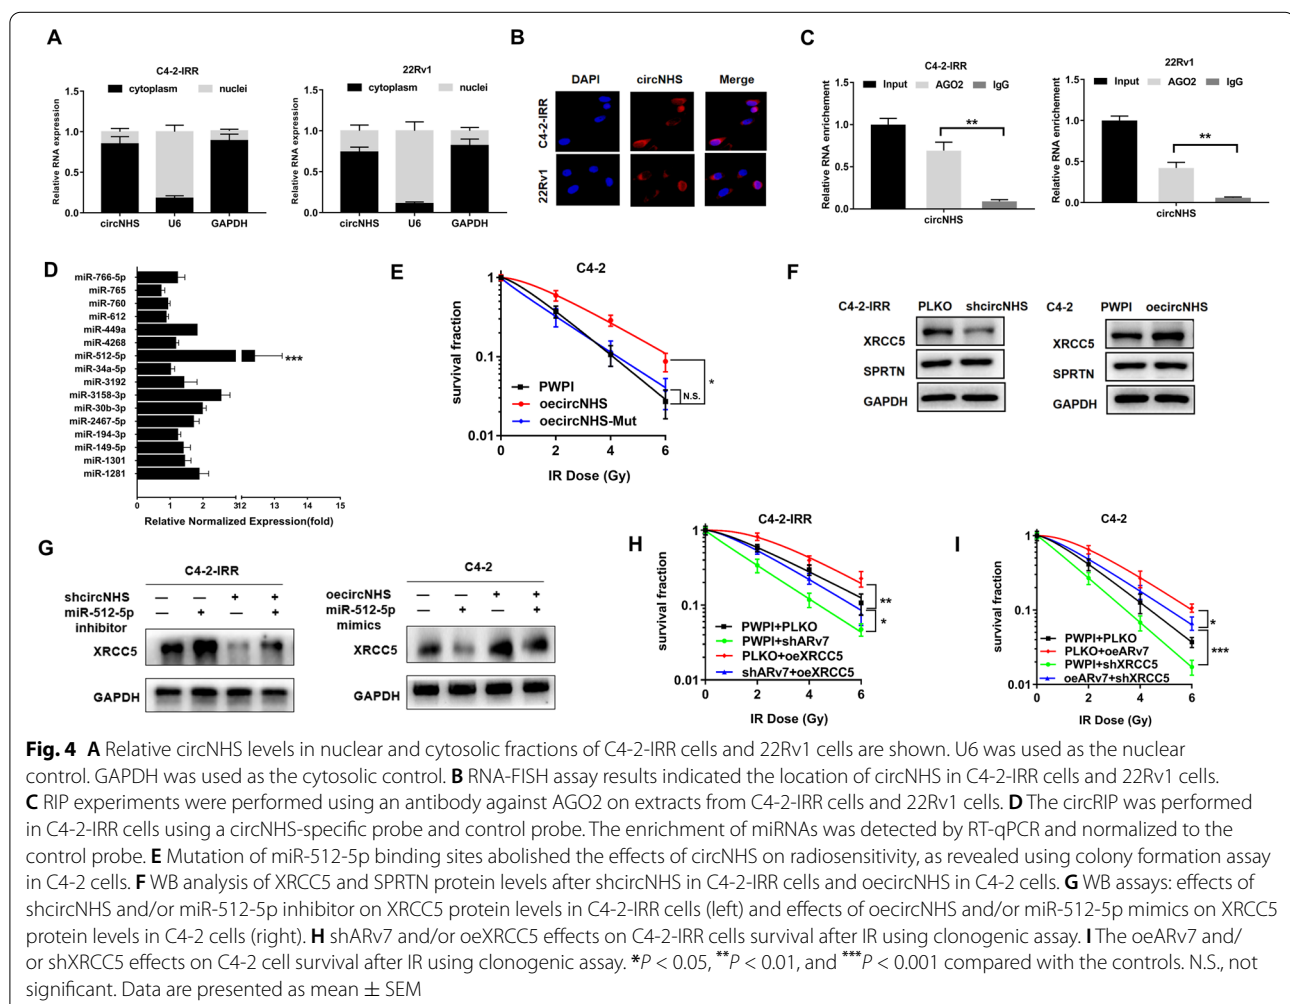 A
C4-2-IRR
cytoplasm nuclei
Relative RNA expression
1.5
1.0
0.5
0.0
circNHS U6 GAPDH
22Rv1
cytoplasm nuclei
Relative RNA expression
1.5
1.0
0.5
0.0
circNHS U6 GAPDH
B
DAPI circNHS Merge
C4-2-IRR
22Rv1
C
C4-2-IRR
Input AGO2 IgG
Relative RNA enrichement
1.5
1.0
0.5
0.0
**
circNHS
22Rv1
Input AGO2 IgG
Relative RNA enrichement
1.5
1.0
0.5
0.0
**
circNHS
D
miR-766-5p
miR-765
miR-760
miR-612
miR-449a
miR-4268
miR-512-5p ***
miR-34a-5p
miR-3192
miR-3158-3p
miR-30b-3p
miR-2467-5p
miR-194-3p
miR-149-5p
miR-1301
miR-1281
0 1 2 3 12 13 14 15
Relative Normalized Expression(fold)
E
C4-2
survival fraction
1
0.1
0.01
PWPI
oecircNHS
oecircNHS-Mut
N.S.
*
0 2 4 6
IR Dose (Gy)
F
C4-2-IRR PLKO shcircNHS
XRCC5
SPRTN
GAPDH
C4-2 PWPI oecircNHS
XRCC5
SPRTN
GAPDH
G
C4-2-IRR
shcircNHS — — + +
miR-512-5p — + — +
inhibitor
XRCC5
GAPDH
C4-2
oecircNHS — — + +
miR-512-5p — + — +
mimics
XRCC5
GAPDH
H
C4-2-IRR
survival fraction
1
0.1
0.01
PWPI+PLKO
PWPI+shARv7
PLKO+oeXRCC5
shARv7+oeXRCC5
**
*
0 2 4 6
IR Dose (Gy)
I
C4-2
survival fraction
1
0.1
0.01
PWPI+PLKO
PLKO+oeARv7
PWPI+shXRCC5
oeARv7+shXRCC5
*
***
0 2 4 6
IR Dose (Gy)
Fig. 4 A Relative circNHS levels in nuclear and cytosolic fractions of C4-2-IRR cells and 22Rv1 cells are shown. U6 was used as the nuclear
control. GAPDH was used as the cytosolic control. B RNA-FISH assay results indicated the location of circNHS in C4-2-IRR cells and 22Rv1 cells.
C RIP experiments were performed using an antibody against AGO2 on extracts from C4-2-IRR cells and 22Rv1 cells. D The circRIP was performed
in C4-2-IRR cells using a circNHS-specific probe and control probe. The enrichment of miRNAs was detected by RT-qPCR and normalized to the
control probe. E Mutation of miR-512-5p binding sites abolished the effects of circNHS on radiosensitivity, as revealed using colony formation assay
in C4-2 cells. F WB analysis of XRCC5 and SPRTN protein levels after shcircNHS in C4-2-IRR cells and oecircNHS in C4-2 cells. G WB assays: effects of
shcircNHS and/or miR-512-5p inhibitor on XRCC5 protein levels in C4-2-IRR cells (left) and effects of oecircNHS and/or miR-512-5p mimics on XRCC5
protein levels in C4-2 cells (right). H shARv7 and/or oeXRCC5 effects on C4-2-IRR cells survival after IR using clonogenic assay. I The oeARv7 and/
or shXRCC5 effects on C4-2 cell survival after IR using clonogenic assay. *P < 0.05, **P < 0.01, and ***P < 0.001 compared with the controls. N.S., not
significant. Data are presented as mean ± SEM